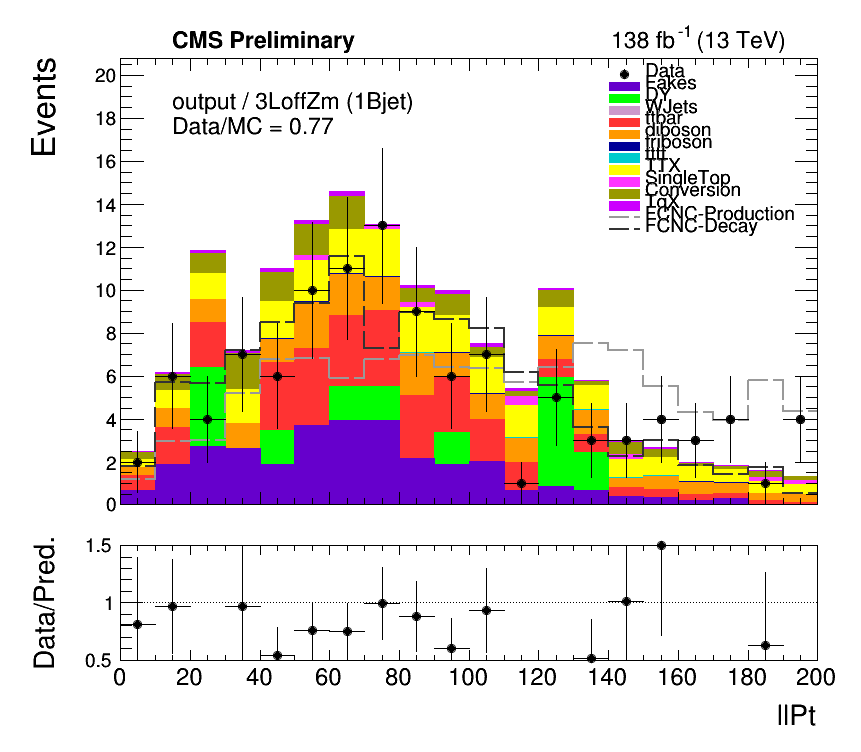 CMS Preliminary
138 fb-1 (13 TeV)
Events
output / 3LoffZm (1Bjet)
Data/MC = 0.77
Data
Fakes
DY
WJets
ttbar
diboson
triboson
tttt
TTX
SingleTop
Conversion
TqX
FCNC-Production
FCNC-Decay
20
18
16
14
12
10
8
6
4
2
0
Data/Pred.
1.5
1
0.5
0 20 40 60 80 100 120 140 160 180 200
llPt